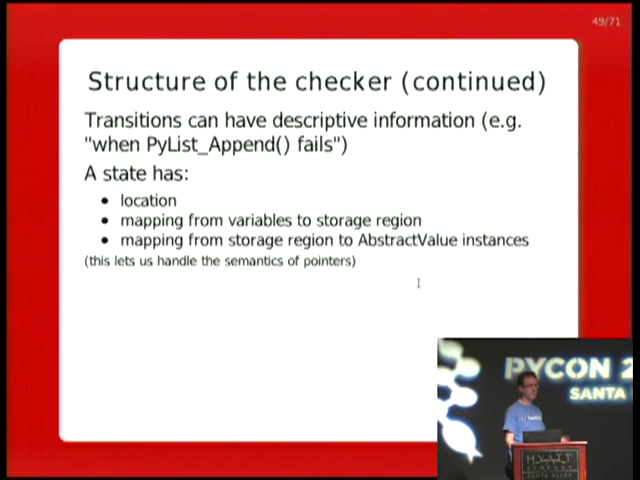 49/71
Structure of the checker (continued)
Transitions can have descriptive information (e.g.
"when PyList_Append() fails")
A state has:
• location
• mapping from variables to storage region
• mapping from storage region to AbstractValue instances
(this lets us handle the semantics of pointers)
PYCON 2
SANTA
HYATT